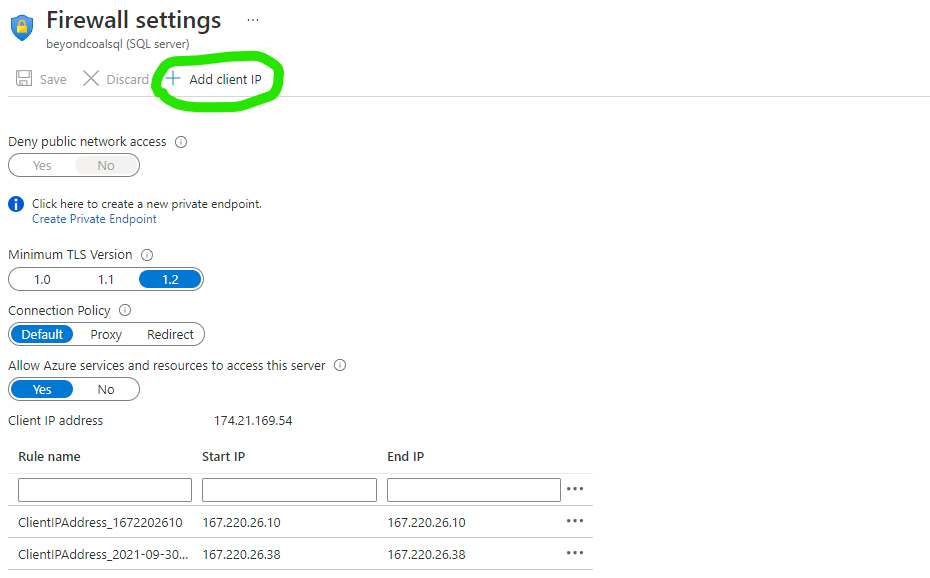 Firewall settings ...
beyondcoalsql (SQL server)
Save Discard Add client IP
Deny public network access
Yes No
Click here to create a new private endpoint.
Create Private Endpoint
Minimum TLS Version
1.0 1.1 1.2
Connection Policy
Default Proxy Redirect
Allow Azure services and resources to access this server
Yes No
Client IP address 174.21.169.54
Rule name Start IP End IP
ClientIPAddress_1672202610 167.220.26.10 167.220.26.10
ClientIPAddress_2021-09-30... 167.220.26.38 167.220.26.38